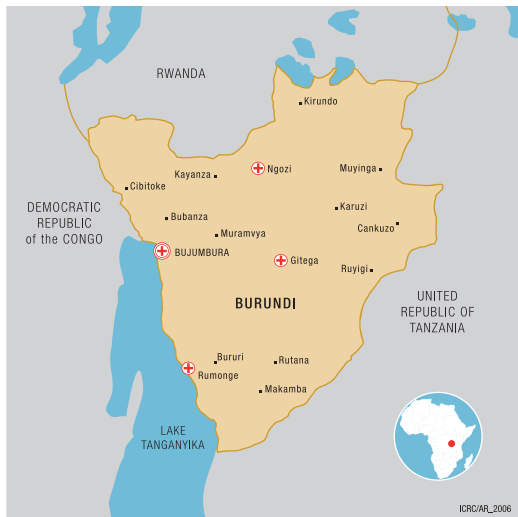 RWANDA
Kirundo
Kayanza
Ngozi
Muyinga
Cibitoke
DEMOCRATIC
REPUBLIC
of the CONGO
Bubanza
Karuzi
Muramvya
Cankuzo
BUJUMBURA
Gitega
Ruyigi
BURUNDI
UNITED
REPUBLIC OF
TANZANIA
Bururi
Rutana
Rumonge
Makamba
LAKE
TANGANYIKA
ICRC/AR_2006